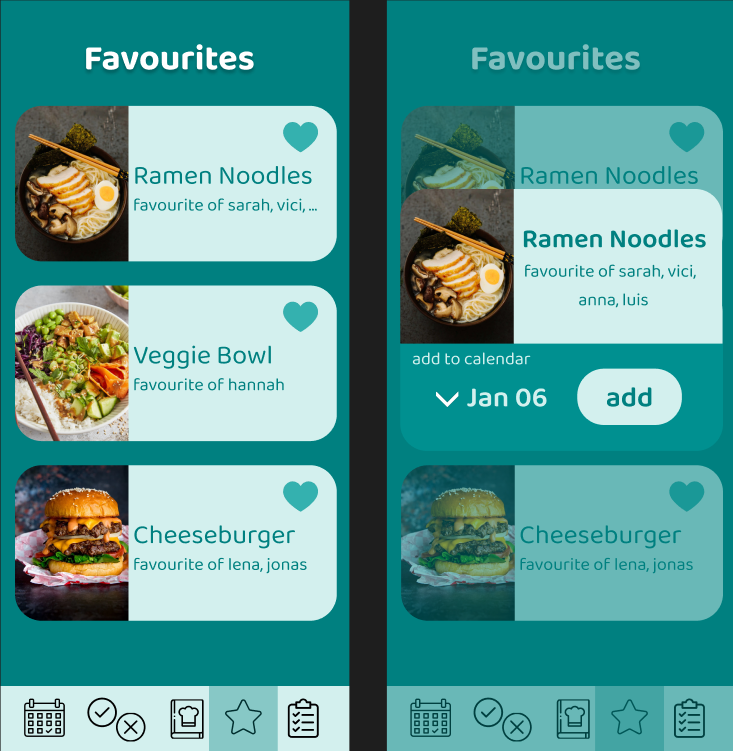 Favourites
Ramen Noodles
favourite of sarah, vici, ...
Veggie Bowl
favourite of hannah
Cheeseburger
favourite of lena, jonas
Favourites
Ramen Noodles
Ramen Noodles
favourite of sarah, vici,
anna, luis
add to calendar
Jan 06
add
Cheeseburger
favourite of lena, jonas